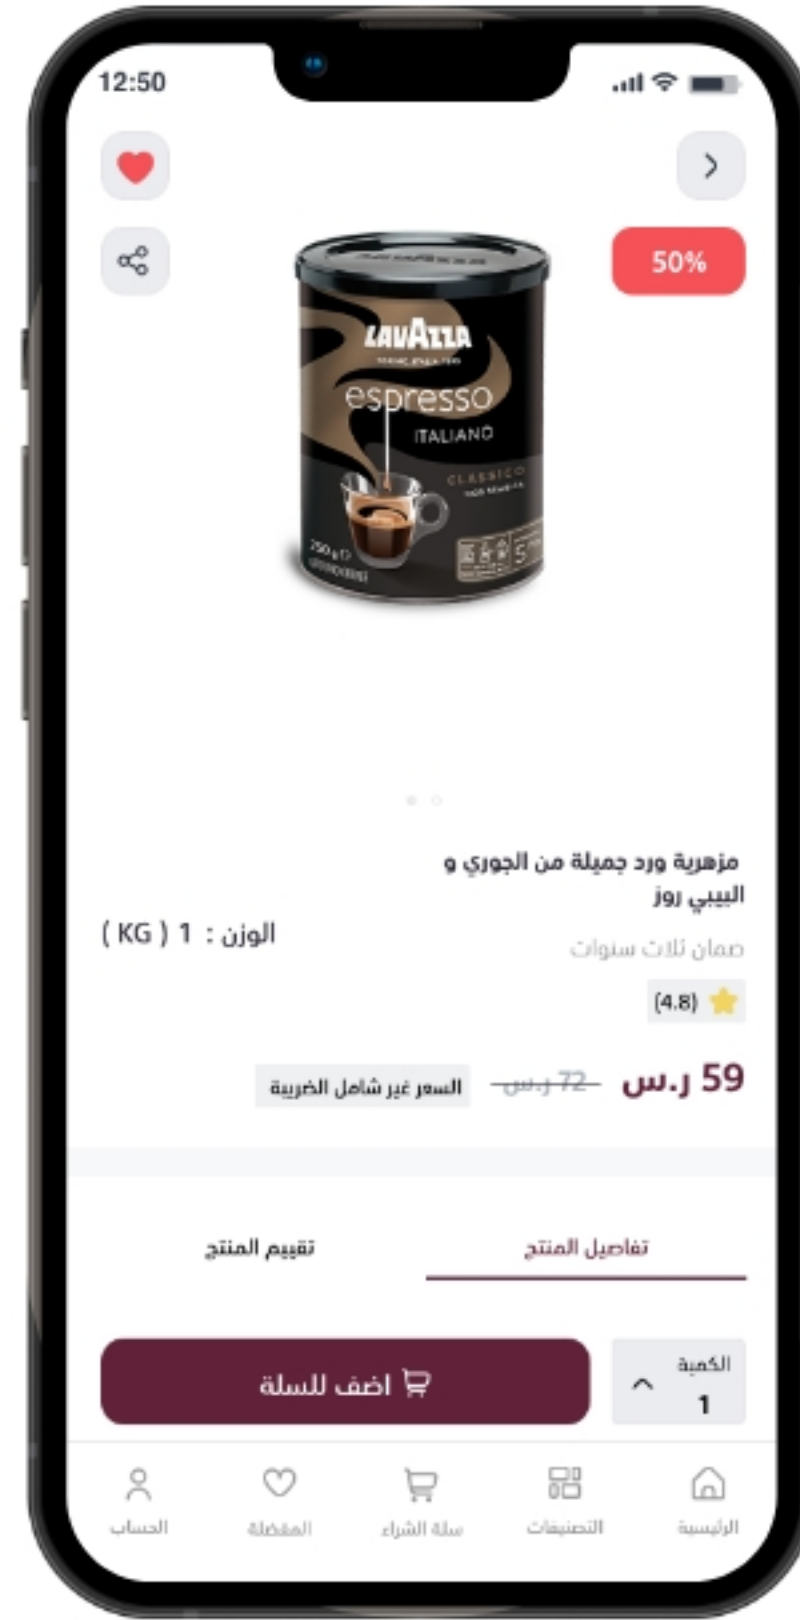 12:50
50%
LAVAZZA
espresso
ITALIANO
CLASSICO
250 g
مزهرية ورد جميلة من الجوري و
البيبي روز
الوزن : 1 ( KG )
ضمان ثلاث سنوات
(4.8)
59 ر.س 72 ر.س السعر غير شامل الضريبة
تفاصيل المنتج تقييم المنتج
الكمية
1
اضف للسلة
الرئيسية التصنيفات سلة الشراء المفضلة الحساب